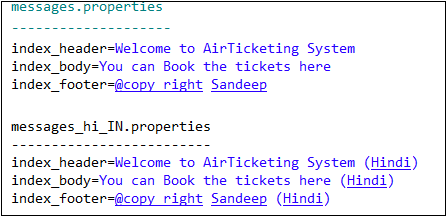 messages.properties
--------------------
index_header=Welcome to AirTicketing System
index_body=You can Book the tickets here
index_footer=@copy right Sandeep
messages_hi_IN.properties
-------------------------
index_header=Welcome to AirTicketing System (Hindi)
index_body=You can Book the tickets here (Hindi)
index_footer=@copy right Sandeep (Hindi)